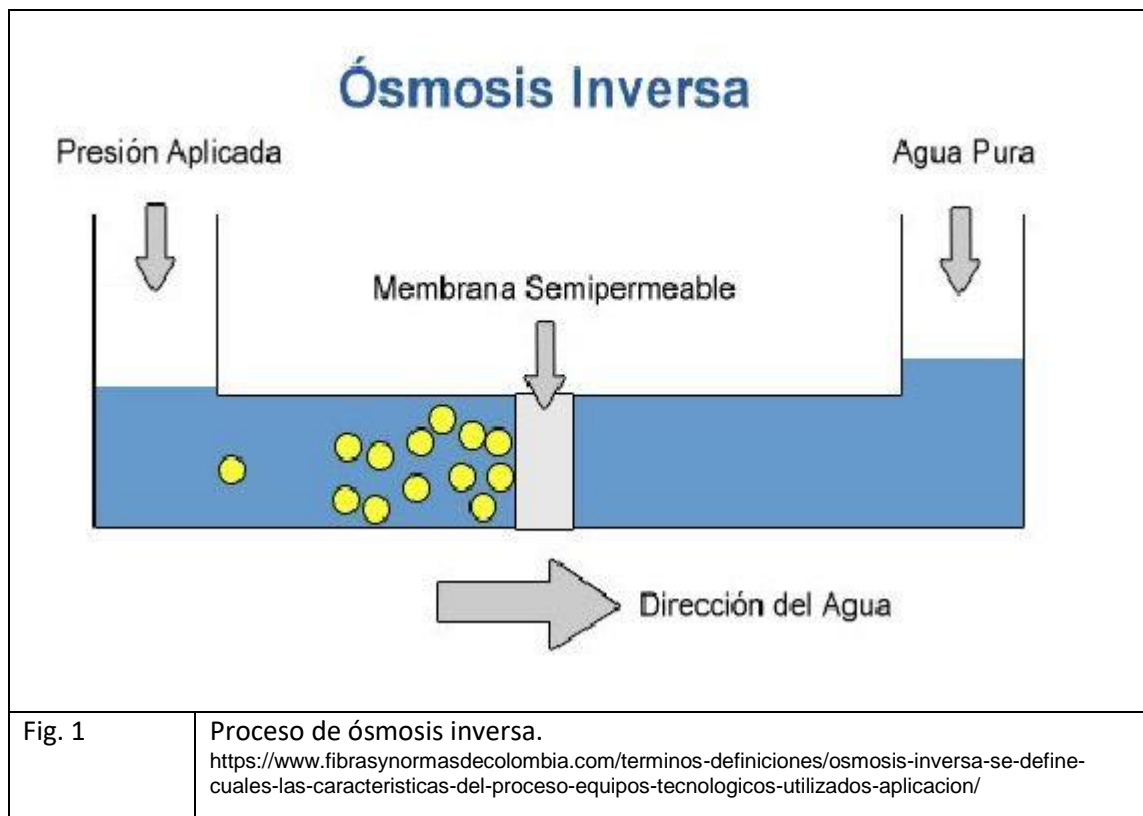 Ósmosis Inversa
Presión Aplicada
Agua Pura
Membrana Semipermeable
Dirección del Agua
Fig. 1
Proceso de ósmosis inversa.
https://www.fibrasynormasdecolombia.com/terminos-definiciones/osmosis-inversa-se-define-
cuales-las-caracteristicas-del-proceso-equipos-tecnologicos-utilizados-aplicacion/